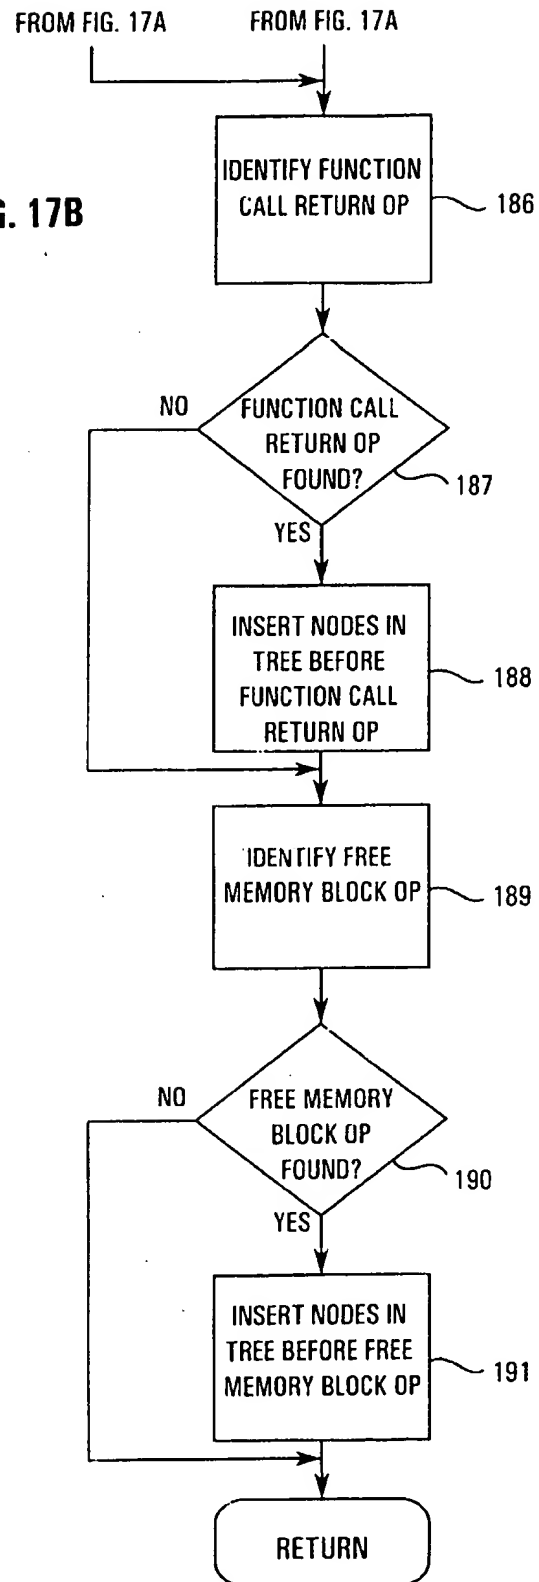 FROM FIG. 17A
FROM FIG. 17A
IDENTIFY FUNCTION
CALL RETURN OP
186
G. 17B
NO
FUNCTION CALL
RETURN OP
FOUND?
187
YES
INSERT NODES IN
TREE BEFORE
FUNCTION CALL
RETURN OP
188
IDENTIFY FREE
MEMORY BLOCK OP
189
NO
FREE MEMORY
BLOCK OP
FOUND?
190
YES
INSERT NODES IN
TREE BEFORE FREE
MEMORY BLOCK OP
191
RETURN